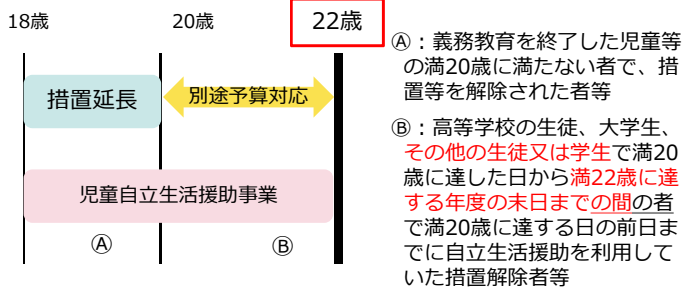 18歳
20歳
22歳
措置延長
別途予算対応
児童自立生活援助事業
Ⓐ
Ⓑ
Ⓐ：義務教育を終了した児童等
の満20歳に満たない者で、措
置等を解除された者等
Ⓑ：高等学校の生徒、大学生、
その他の生徒又は学生で満20
歳に達した日から満22歳に達
する年度の末日までの間の者
で満20歳に達する日の前日ま
でに自立生活援助を利用して
いた措置解除者等